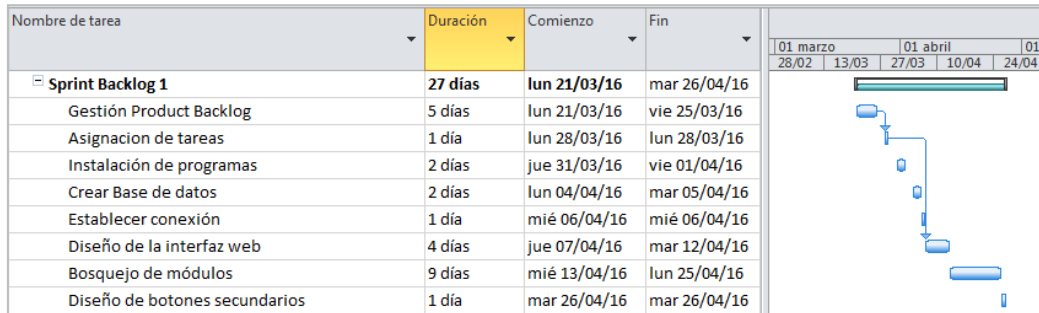 Nombre de tarea Duración Comienzo Fin
01 marzo 01 abril 01
28/02 13/03 27/03 10/04 24/04
Sprint Backlog 1 27 días lun 21/03/16 mar 26/04/16
Gestión Product Backlog 5 días lun 21/03/16 vie 25/03/16
Asignacion de tareas 1 día lun 28/03/16 lun 28/03/16
Instalación de programas 2 días jue 31/03/16 vie 01/04/16
Crear Base de datos 2 días lun 04/04/16 mar 05/04/16
Establecer conexión 1 día mié 06/04/16 mié 06/04/16
Diseño de la interfaz web 4 días jue 07/04/16 mar 12/04/16
Bosquejo de módulos 9 días mié 13/04/16 lun 25/04/16
Diseño de botones secundarios 1 día mar 26/04/16 mar 26/04/16